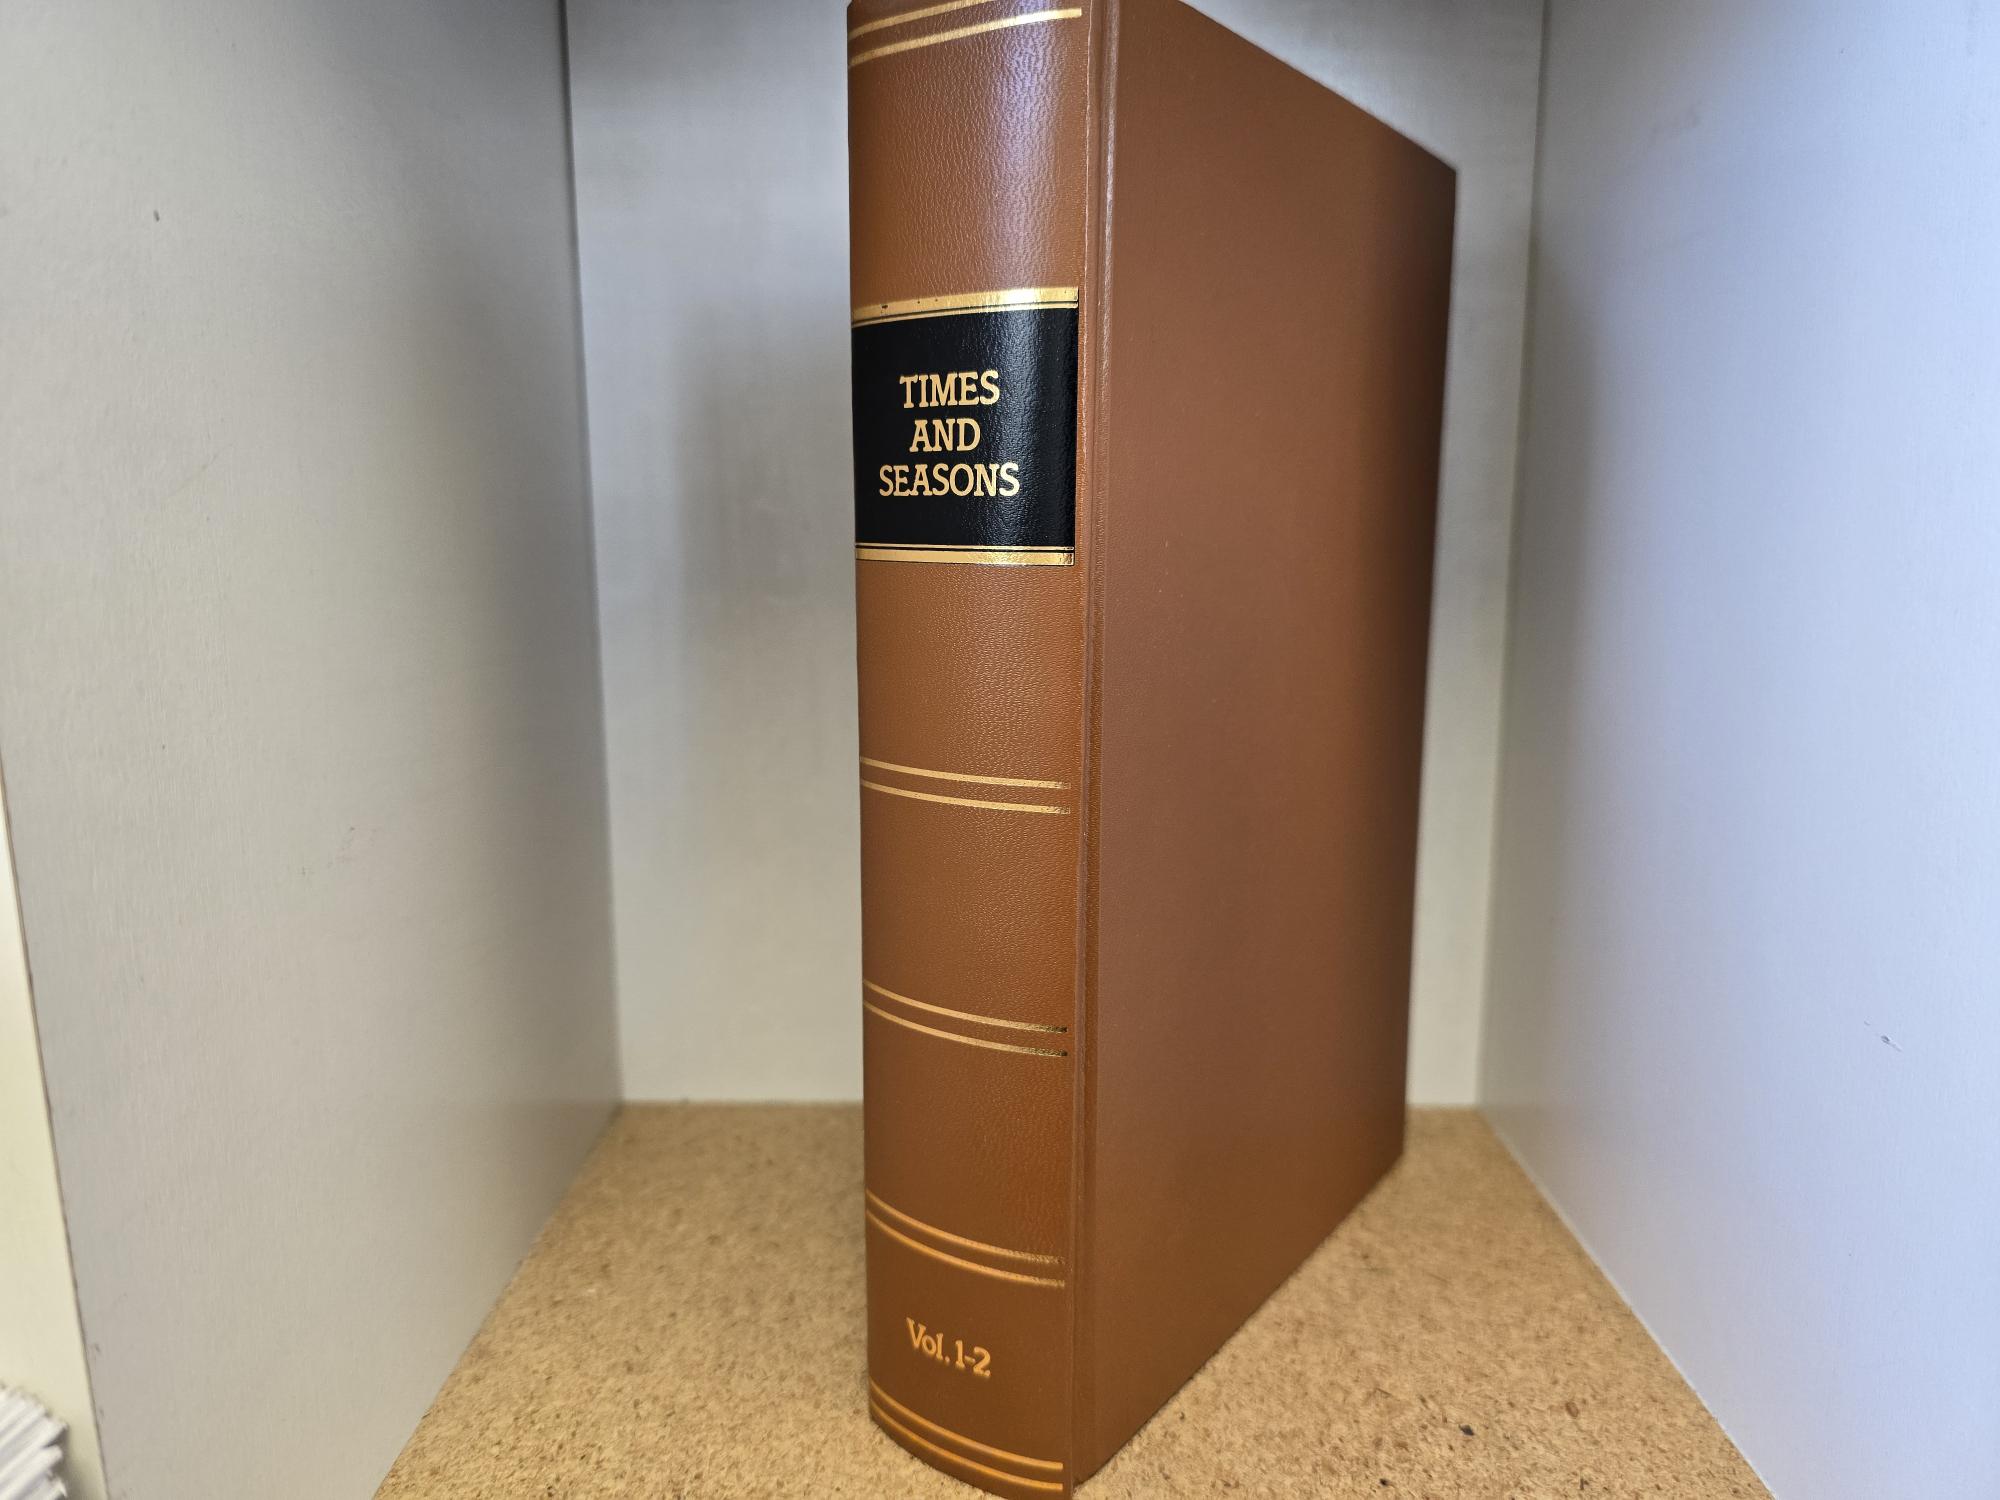 TIMES
AND
SEASONS
Vol. 1-2